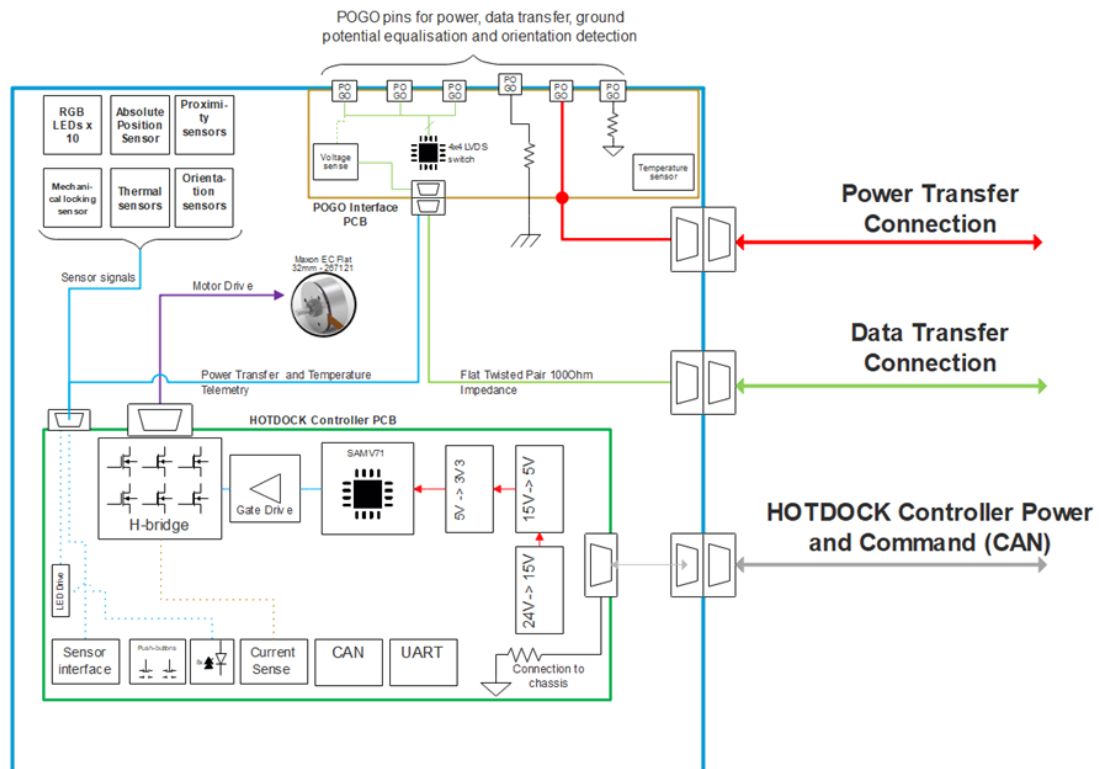 POGO pins for power, data transfer, ground
potential equalisation and orientation detection
PO
GO
PO
GO
PO
GO
PO
GO
PO
GO
PO
GO
RGB
LEDs x
10
Absolute
Position
Sensor
Proximi-
ty
sensors
Mechani-
cal locking
sensor
Thermal
sensors
Orienta-
tion
sensors
Voltage
sense
4x4 LVDS
switch
Temperature
sensor
POGO Interface
PCB
Power Transfer
Connection
Sensor signals
Maxon EC Flat
32mm - 267121
Motor Drive
Data Transfer
Connection
Power Transfer and Temperature
Telemetry
Flat Twisted Pair 100Ohm
Impedance
HOTDOCK Controller PCB
H-bridge
Gate Drive
SAMV71
5V -> 3V3
15V-> 5V
24V-> 15V
HOTDOCK Controller Power
and Command (CAN)
LED Drive
Sensor
interface
Push-buttons
Current
Sense
CAN
UART
Connection to
chassis